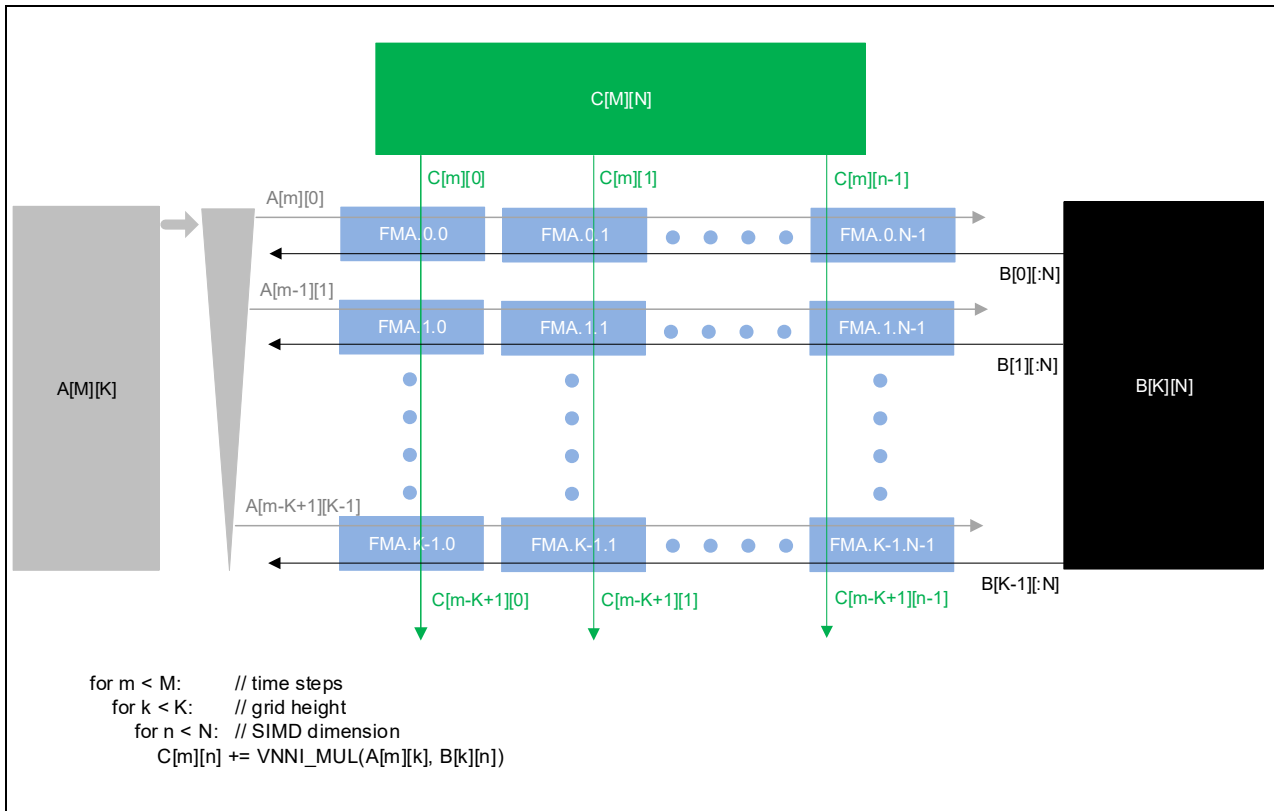 C[M][N]
C[m][0]
C[m][1]
C[m][n-1]
A[m][0]
FMA.0.0
FMA.0.1
FMA.0.N-1
B[0][:N]
A[m-1][1]
FMA.1.0
FMA.1.1
FMA.1.N-1
B[1][:N]
A[M][K]
B[K][N]
A[m-K+1][K-1]
FMA.K-1.0
FMA.K-1.1
FMA.K-1.N-1
B[K-1][:N]
C[m-K+1][0]
C[m-K+1][1]
C[m-K+1][n-1]
for m < M: // time steps
for k < K: // grid height
for n < N: // SIMD dimension
C[m][n] += VNNI_MUL(A[m][k], B[k][n])